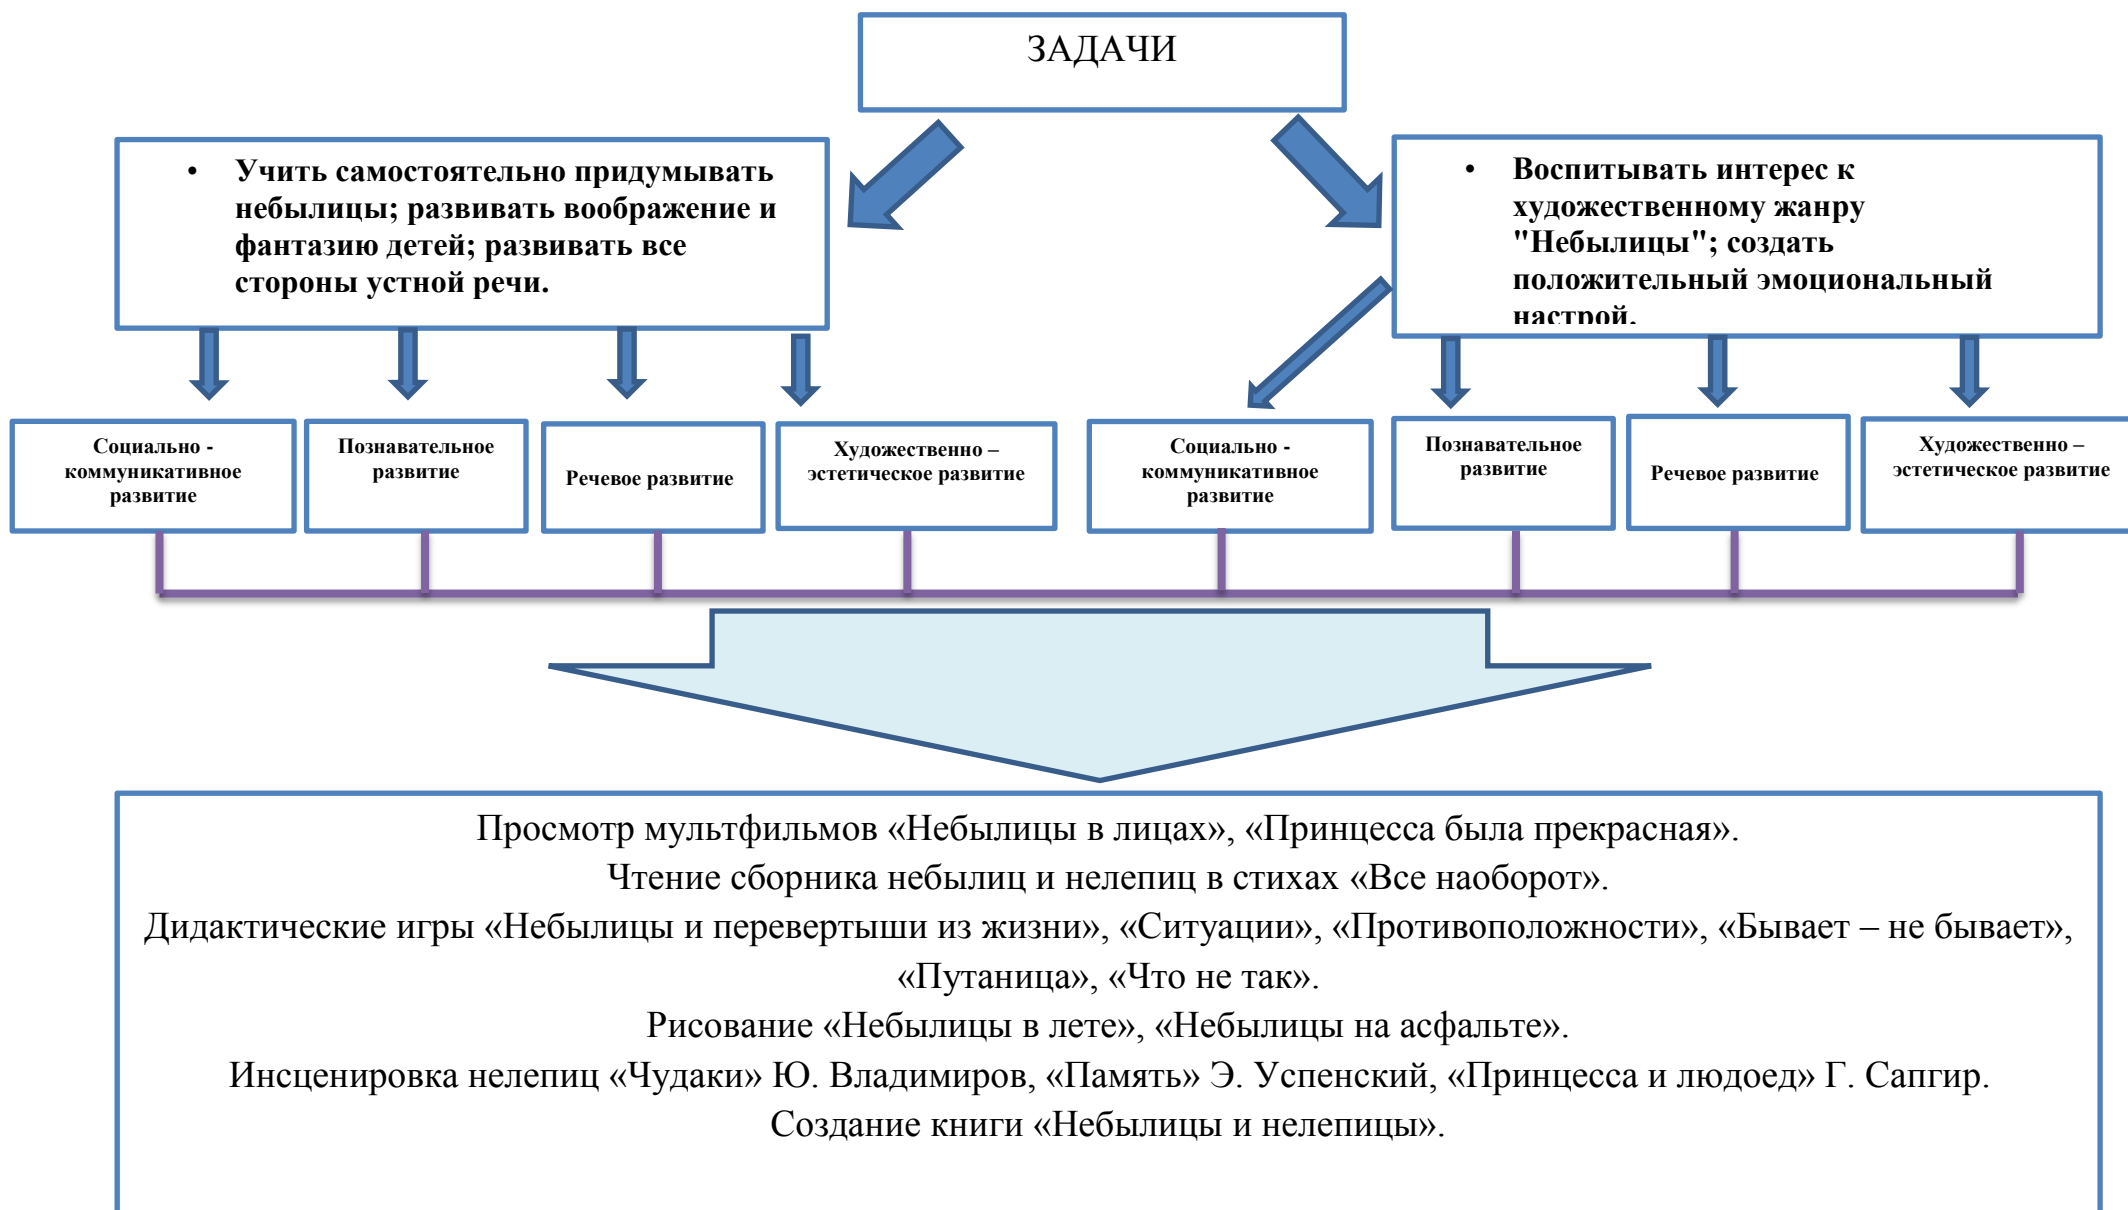 ЗАДАЧИ
• Учить самостоятельно придумывать
небылицы; развивать воображение и
фантазию детей; развивать все
стороны устной речи.
• Воспитывать интерес к
художественному жанру
"Небылицы"; создать
положительный эмоциональный
настрой.
Социально -
коммуникативное
развитие
Познавательное
развитие
Речевое развитие
Художественно –
эстетическое развитие
Социально -
коммуникативное
развитие
Познавательное
развитие
Речевое развитие
Художественно –
эстетическое развитие
Просмотр мультфильмов «Небылицы в лицах», «Принцесса была прекрасная».
Чтение сборника небылиц и нелепиц в стихах «Все наоборот».
Дидактические игры «Небылицы и перевертыши из жизни», «Ситуации», «Противоположности», «Бывает – не бывает»,
«Путаница», «Что не так».
Рисование «Небылицы в лете», «Небылицы на асфальте».
Инсценировка нелепиц «Чудаки» Ю. Владимиров, «Память» Э. Успенский, «Принцесса и людоед» Г. Сапгир.
Создание книги «Небылицы и нелепицы».